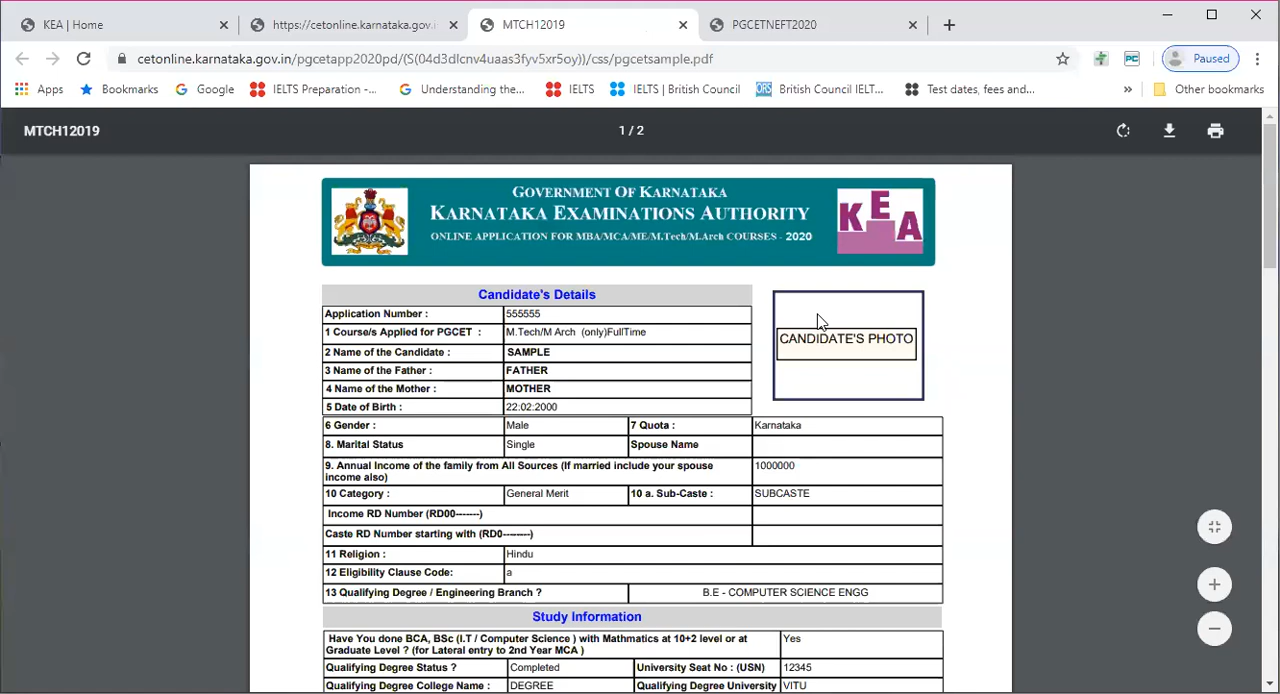 KEA | Home
https://cetonline.karnataka.gov.i
MTCH12019
PGCETNEFT2020
cetonline.karnataka.gov.in/pgcetapp2020pd/(S(04d3dlcnv4uaas3fyv5xr5oy))/css/pgcetsample.pdf
PC
Paused
Apps
Bookmarks
G Google
IELTS Preparation -...
G Understanding the...
IELTS
IELTS | British Council
ORS British Council IELT...
Test dates, fees and...
»
Other bookmarks
MTCH12019
1 / 2
GOVERNMENT OF KARNATAKA
KARNATAKA EXAMINATIONS AUTHORITY
ONLINE APPLICATION FOR MBA/MCA/ME/M.Tech/M.Arch COURSES - 2020
KEA
Candidate's Details
Application Number : 555555
1 Course/s Applied for PGCET : M.Tech/M Arch (only)FullTime
2 Name of the Candidate : SAMPLE
3 Name of the Father : FATHER
4 Name of the Mother : MOTHER
5 Date of Birth : 22:02:2000
CANDIDATE'S PHOTO
6 Gender : Male 7 Quota : Karnataka
8. Marital Status Single Spouse Name
9. Annual Income of the family from All Sources (If married include your spouse 1000000
income also)
10 Category : General Merit 10 a. Sub-Caste : SUBCASTE
Income RD Number (RD00-------)
Caste RD Number starting with (RD0--------)
11 Religion : Hindu
12 Eligibility Clause Code: a
13 Qualifying Degree / Engineering Branch ? B.E - COMPUTER SCIENCE ENGG
Study Information
Have You done BCA, BSc (I.T / Computer Science ) with Mathmatics at 10+2 level or at Yes
Graduate Level ? (for Lateral entry to 2nd Year MCA )
Qualifying Degree Status ? Completed University Seat No : (USN) 12345
Qualifying Degree College Name : DEGREE Qualifying Degree University VITU